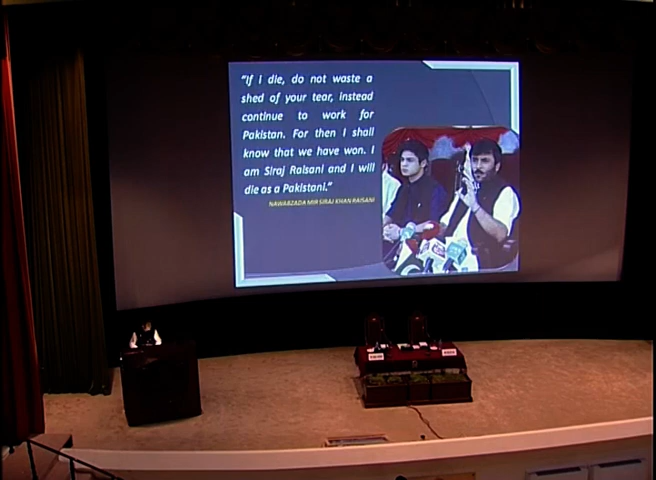 "If I die, do not waste a
shed of your tear, instead
continue to work for
Pakistan. For then I shall
know that we have won. I
am Siraj Raisani and I will
die as a Pakistani."
NAWABZADA MIR SIRAJ KHAN RAISANI